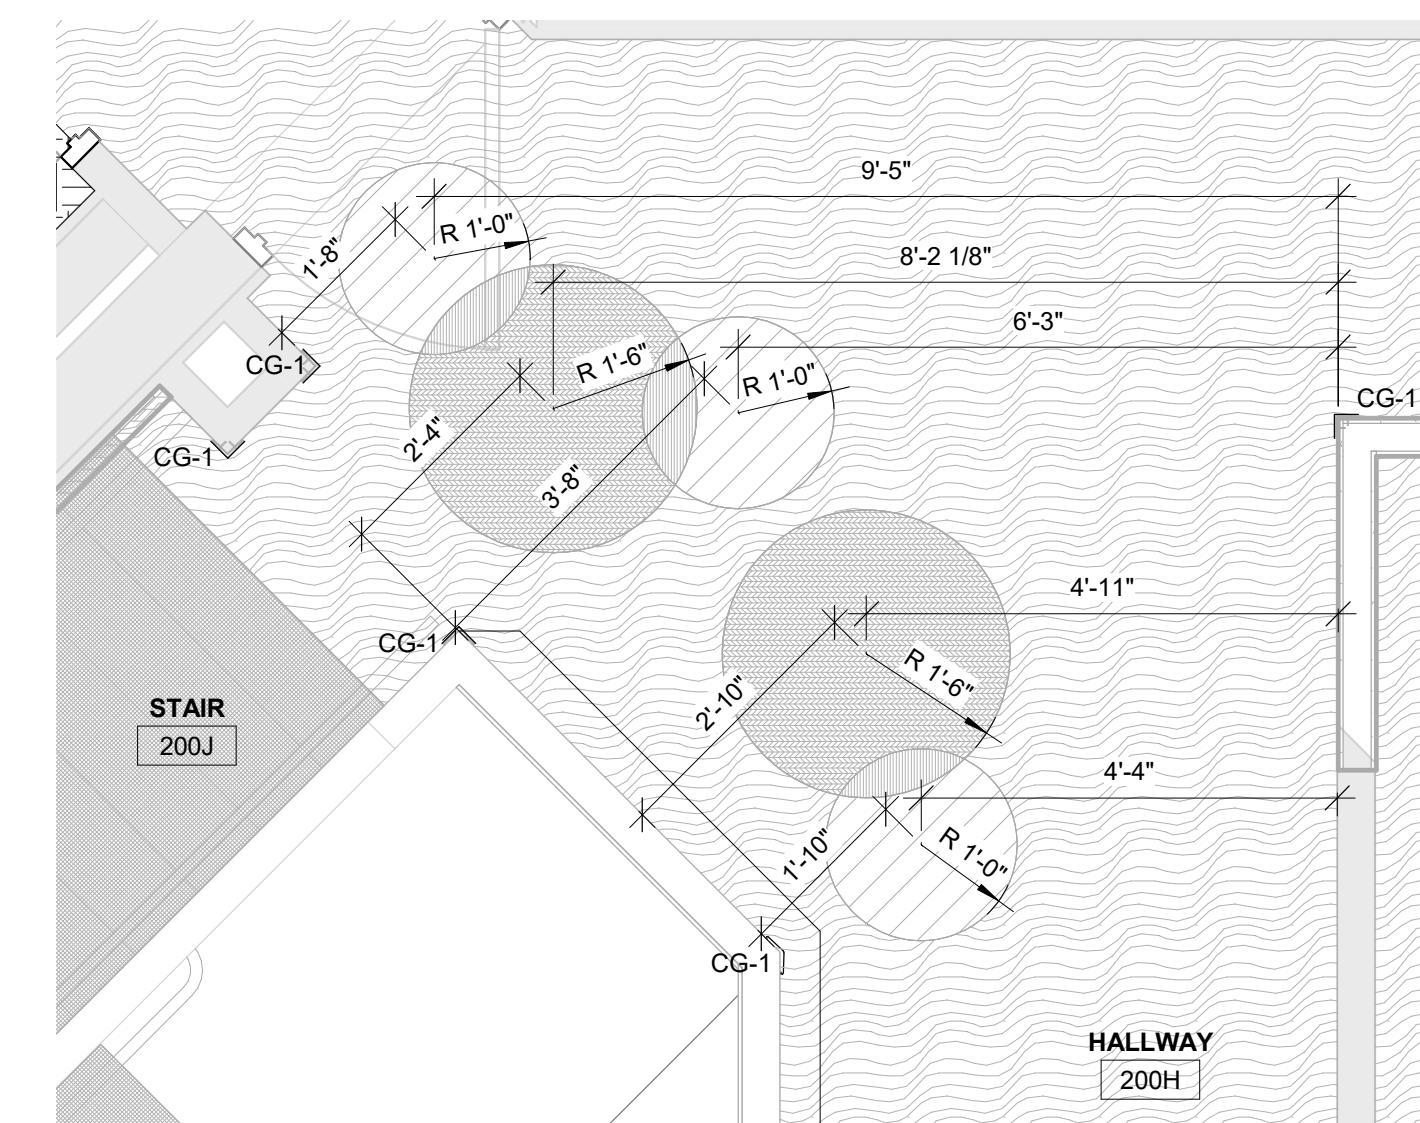 9'-5"
R 1'-0"
1'-8"
8'-2 1/8"
6'-3"
CG-1
R 1'-6"
R 1'-0"
CG-1
2'-4"
CG-1
3'-8"
4'-11"
CG-1
R 1'-6"
2'-10"
STAIR
200J
4'-4"
1'-10"
R 1'-0"
CG-1
HALLWAY
200H